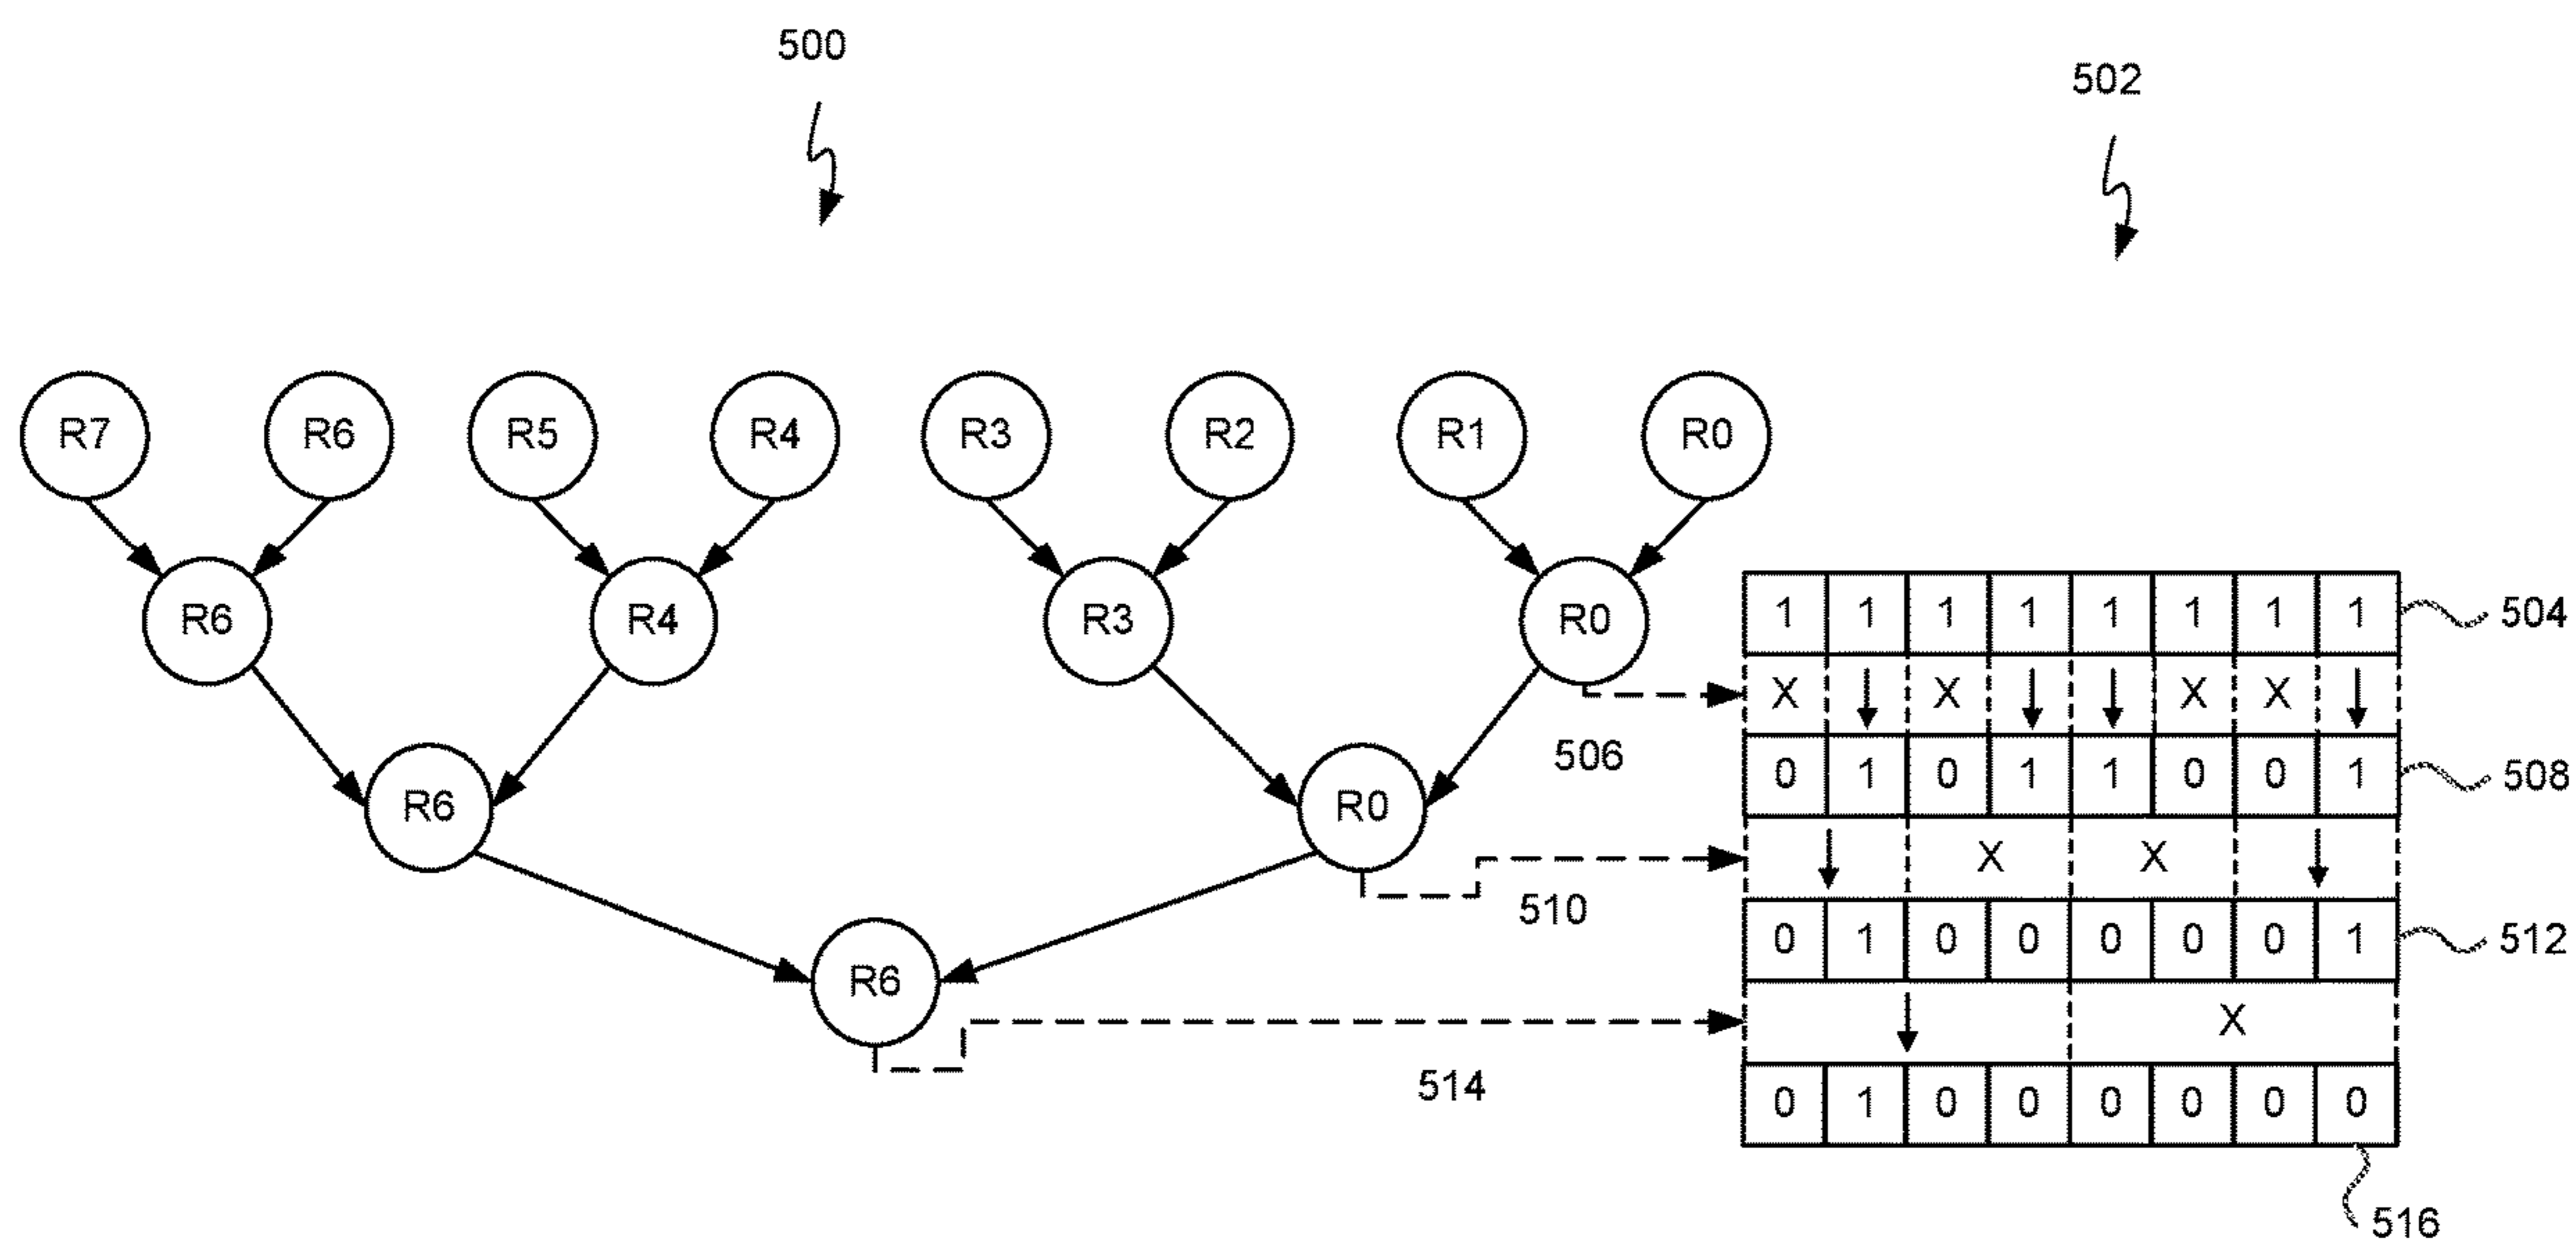 500
502
R7 R6 R5 R4 R3 R2 R1 R0
R6 R4 R3 R0
1 1 1 1 1 1 1 1 504
X X X X
506
R6 R0
0 1 0 1 1 0 0 1 508
X X
510
R6
0 1 0 0 0 0 0 1 512
X
514
0 1 0 0 0 0 0 0
516